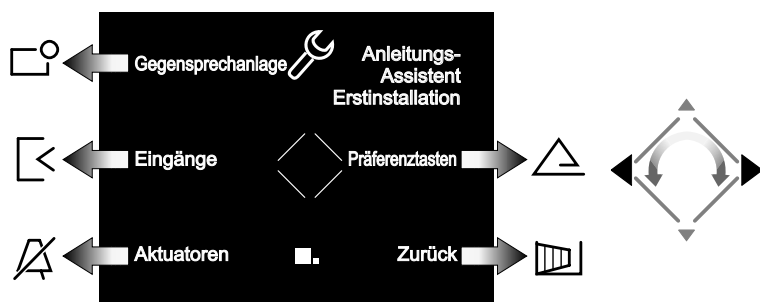 Gegensprechanlage
Anleitungs-
Assistent
Erstinstallation
Eingänge
Präferenztasten
Aktuatoren
Zurück